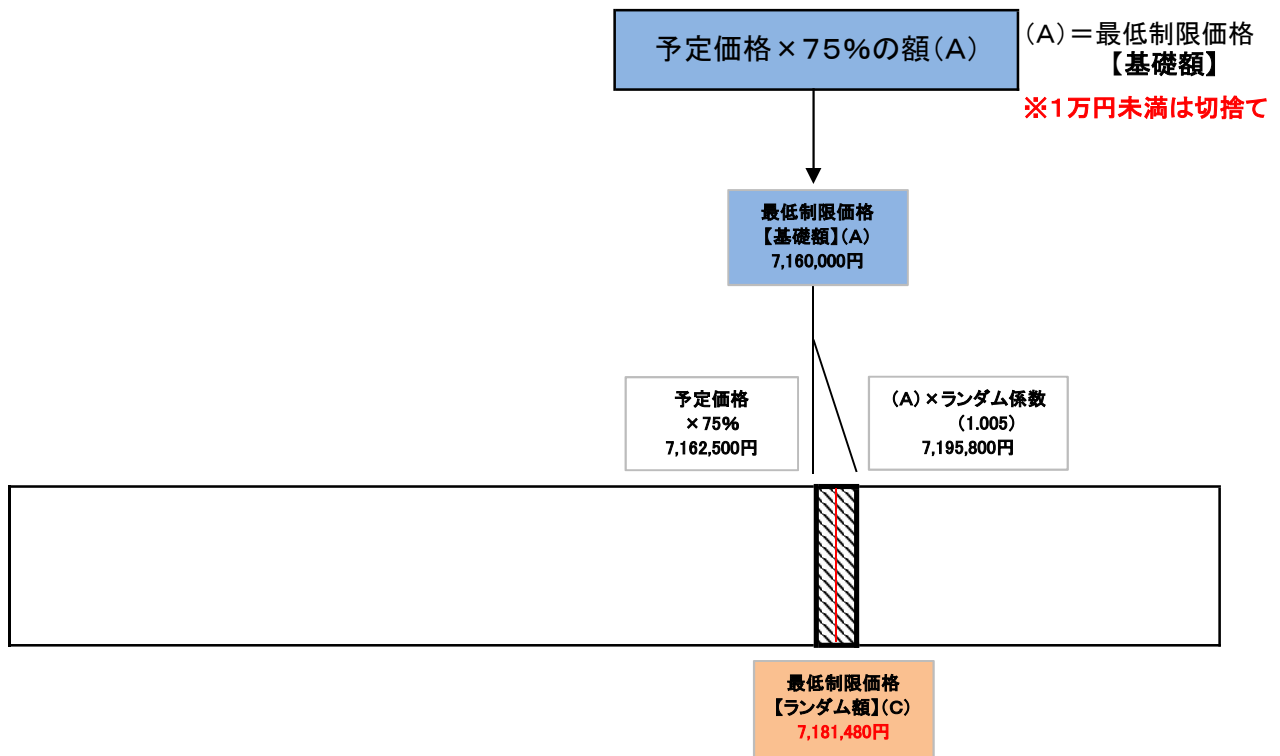 予定価格×75%の額(A)
(A)＝最低制限価格
【基礎額】
※1万円未満は切捨て
最低制限価格
【基礎額】(A)
7,160,000円
予定価格
×75%
7,162,500円
(A)×ランダム係数
(1.005)
7,195,800円
最低制限価格
【ランダム額】(C)
7,181,480円